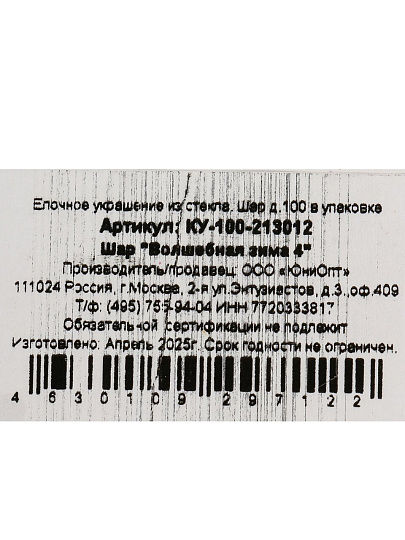 Елочное украшение из стекла. Шар д.100 в упаковке
Артикул: КУ-100-213012
Шар "Волшебная зима 4"
Производитель/продавец: ООО «ЮниОпт»
111024 Россия, г.Москва, 2-я ул.Энтузиастов, д.3., оф.409
Т/ф: (495) 755-94-04 ИНН 7720333817
Обязательной сертификации не подлежит
Изготовлено: Апрель 2025г. Срок годности не ограничен.
4 630109 297122